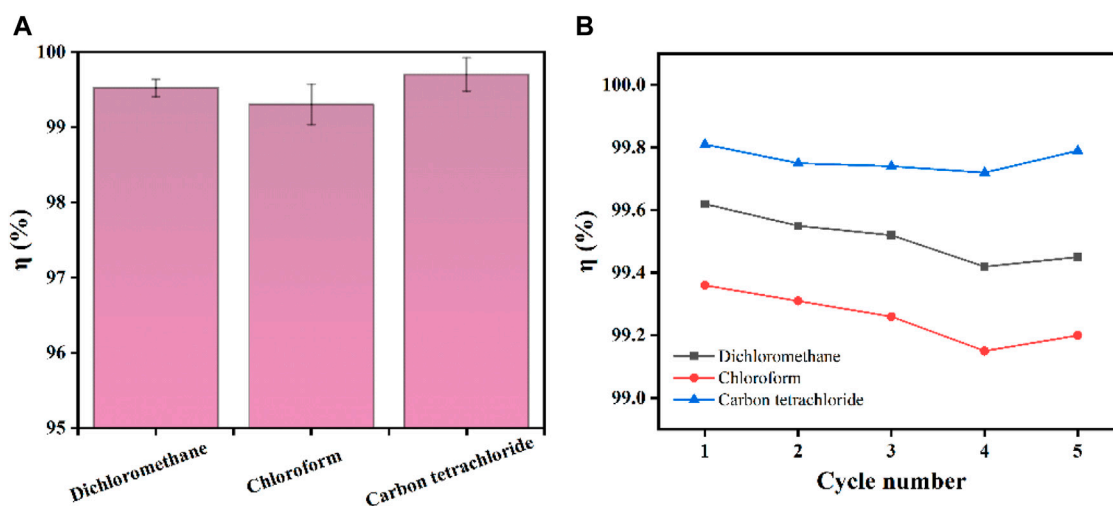 A
100
99
98
97
96
95
η (%)
Dichloromethane
Chloroform
Carbon tetrachloride
B
100.0
99.8
99.6
99.4
99.2
99.0
η (%)
Dichloromethane
Chloroform
Carbon tetrachloride
1 2 3 4 5
Cycle number